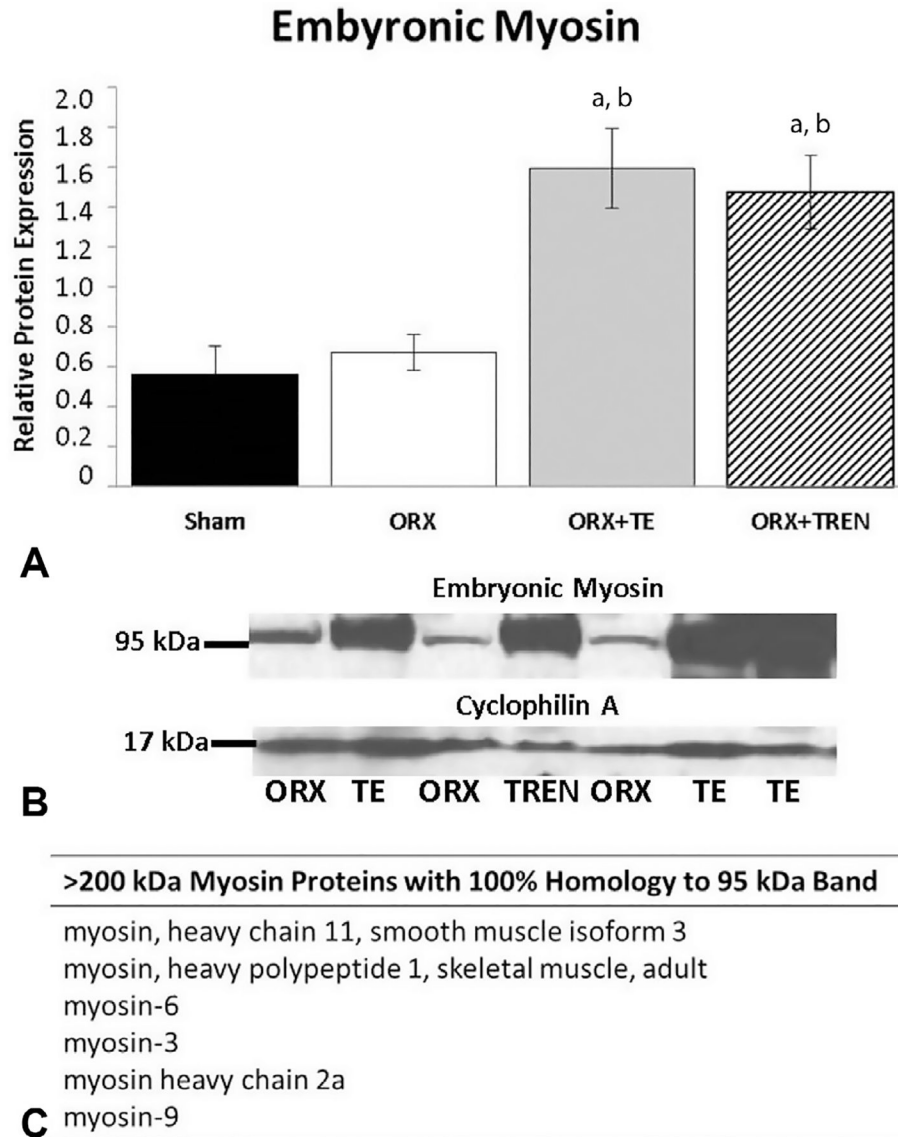 Embyronic Myosin
a, b
a, b
Relative Protein Expression
2.0
1.8
1.6
1.4
1.2
1.0
0.8
0.6
0.4
0.2
0
Sham ORX ORX+TE ORX+TREN
A
Embryonic Myosin
95 kDa
Cyclophilin A
17 kDa
ORX TE ORX TREN ORX TE TE
B
>200 kDa Myosin Proteins with 100% Homology to 95 kDa Band
myosin, heavy chain 11, smooth muscle isoform 3
myosin, heavy polypeptide 1, skeletal muscle, adult
myosin-6
myosin-3
myosin heavy chain 2a
myosin-9
C